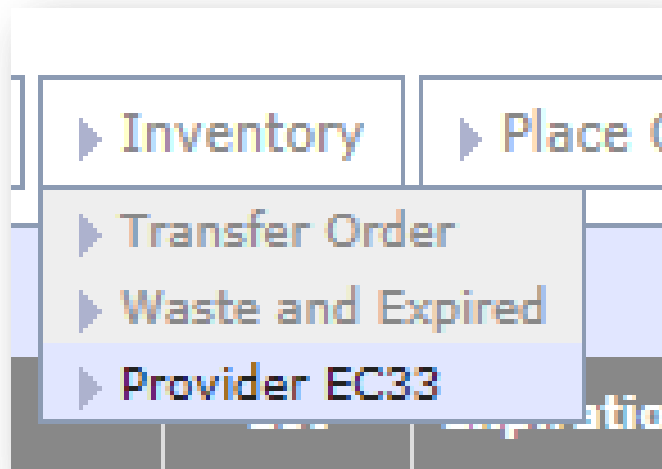 Inventory
Place
Transfer Order
Waste and Expired
Provider EC33